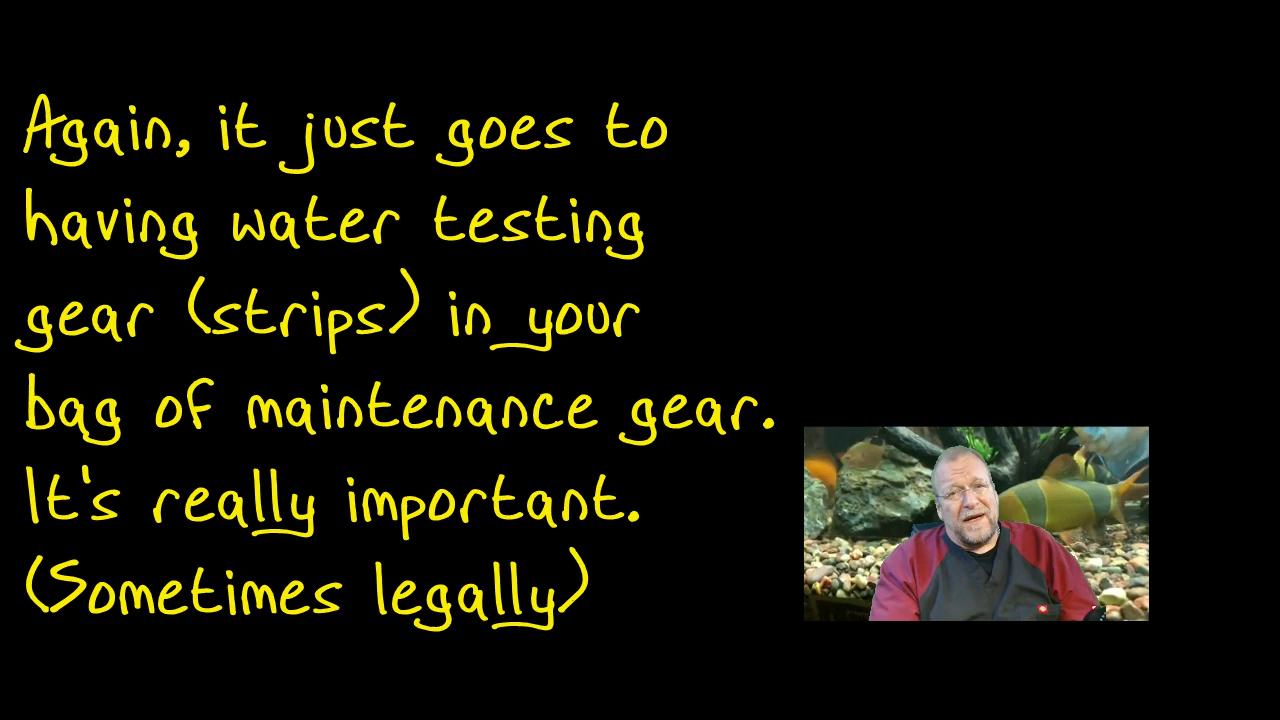 Again, it just goes to
having water testing
gear (strips) in your
bag of maintenance gear.
It's really important.
(Sometimes legally)